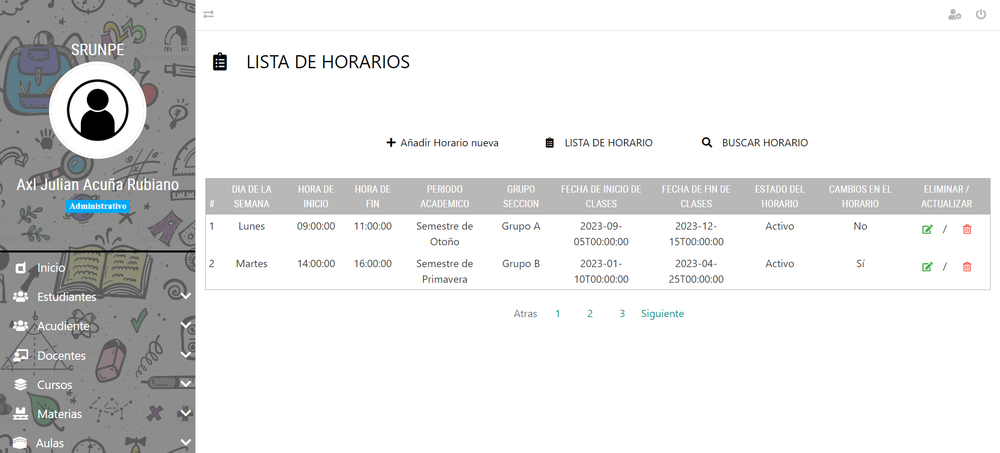 SRUNPE
Axl Julian Acuña Rubiano
Administrativo
Inicio
Estudiantes
Acudiente
Docentes
Cursos
Materias
Aulas
LISTA DE HORARIOS
Añadir Horario nueva LISTA DE HORARIO BUSCAR HORARIO
# DIA DE LA SEMANA HORA DE INICIO HORA DE FIN PERIODO ACADEMICO GRUPO SECCION FECHA DE INICIO DE CLASES FECHA DE FIN DE CLASES ESTADO DEL HORARIO CAMBIOS EN EL HORARIO ELIMINAR / ACTUALIZAR
1 Lunes 09:00:00 11:00:00 Semestre de Otoño Grupo A 2023-09-05T00:00:00 2023-12-15T00:00:00 Activo No /
2 Martes 14:00:00 16:00:00 Semestre de Primavera Grupo B 2023-01-10T00:00:00 2023-04-25T00:00:00 Activo Sí /
Atras 1 2 3 Siguiente